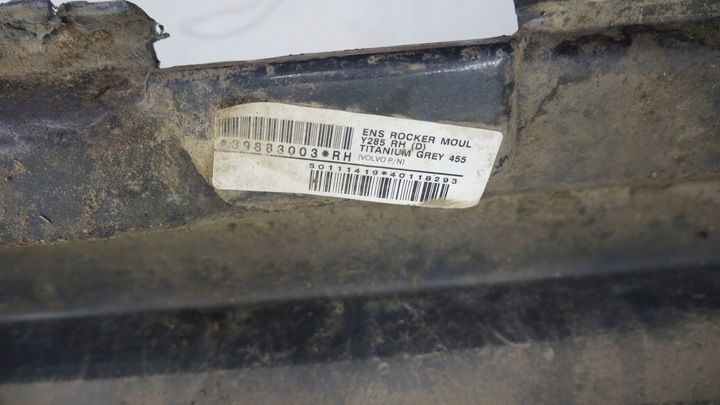 ENS ROCKER MOUL
Y285 RH (D)
TITANIUM GREY 455
*39883003*RH (VOLVO P/N)
50111419*40118293